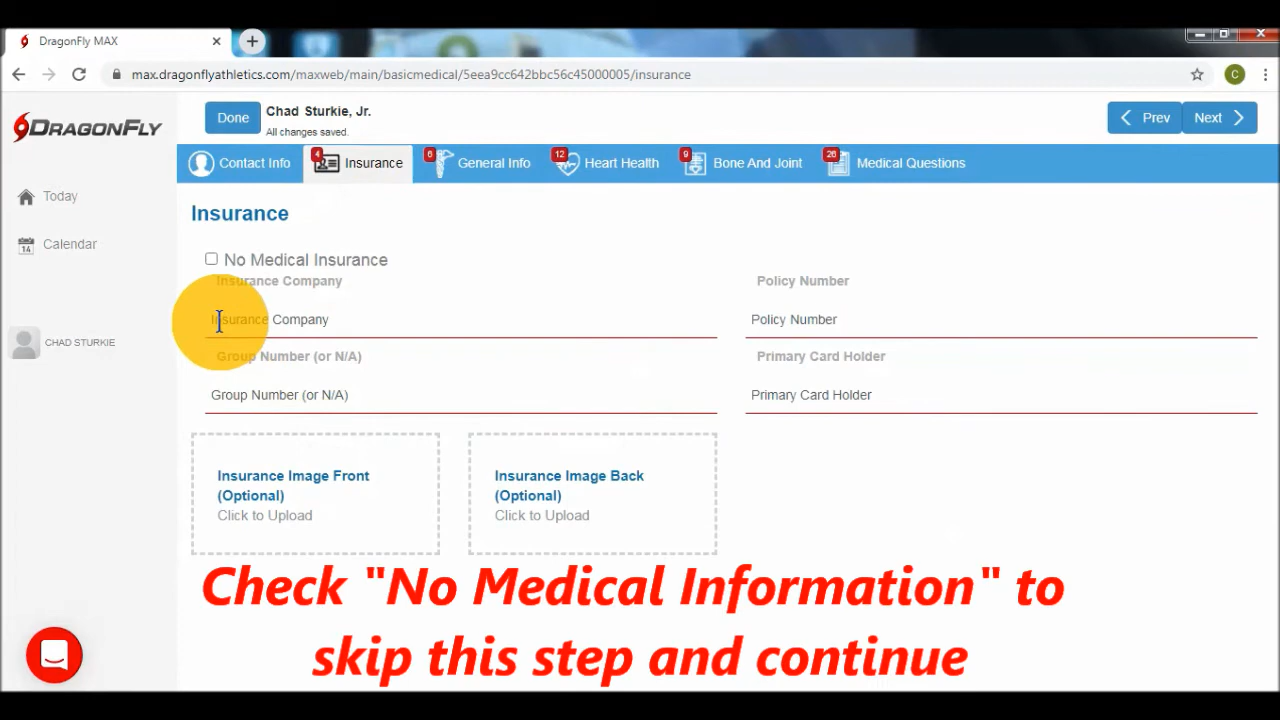 DragonFly MAX
max.dragonflyathletics.com/maxweb/main/basicmedical/5eea9cc642bbc56c45000005/insurance
C
DRAGONFLY
Done
Chad Sturkie, Jr.
All changes saved.
Prev
Next
Contact Info
4
Insurance
6
General Info
12
Heart Health
9
Bone And Joint
26
Medical Questions
Today
14
Calendar
CHAD STURKIE
Insurance
No Medical Insurance
Insurance Company
Policy Number
Insurance Company
Policy Number
Group Number (or N/A)
Primary Card Holder
Group Number (or N/A)
Primary Card Holder
Insurance Image Front
(Optional)
Click to Upload
Insurance Image Back
(Optional)
Click to Upload
Check "No Medical Information" to
skip this step and continue